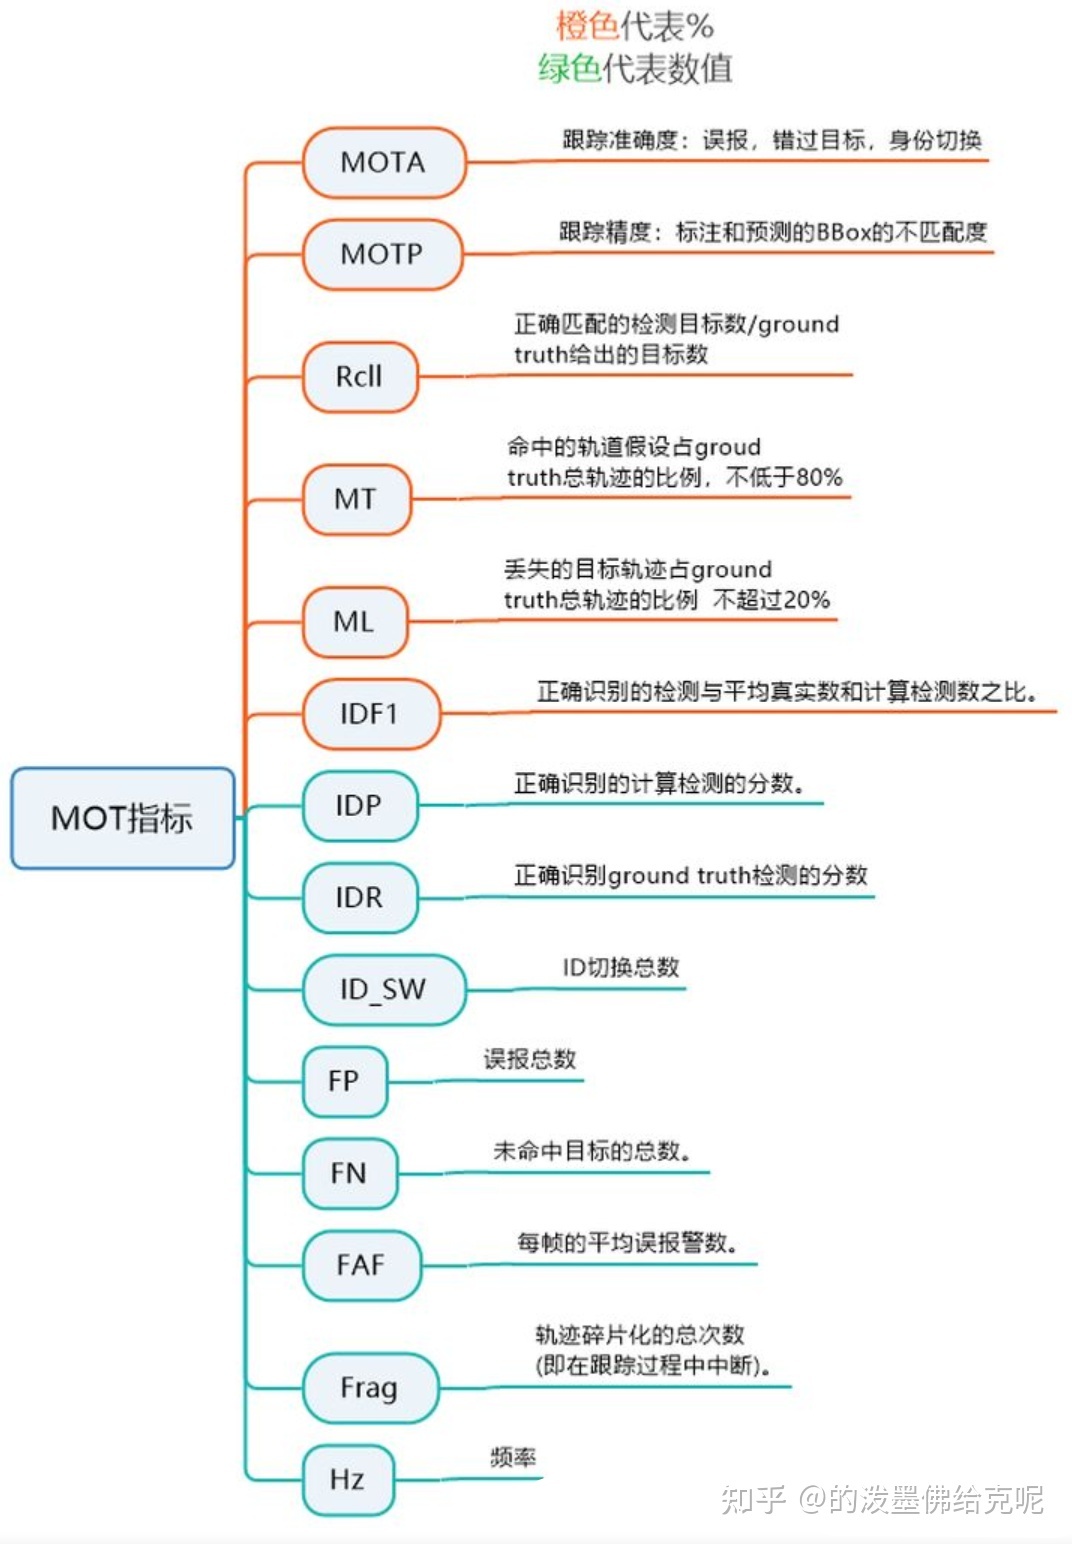 橙色代表%
绿色代表数值
MOT指标
MOTA
跟踪准确度：误报，错过目标，身份切换
MOTP
跟踪精度：标注和预测的BBox的不匹配度
Rcll
正确匹配的检测目标数/ground
truth给出的目标数
MT
命中的轨道假设占groud
truth总轨迹的比例，不低于80%
ML
丢失的目标轨迹占ground
truth总轨迹的比例 不超过20%
IDF1
正确识别的检测与平均真实数和计算检测数之比。
IDP
正确识别的计算检测的分数。
IDR
正确识别ground truth检测的分数
ID_SW
ID切换总数
FP
误报总数
FN
未命中目标的总数。
FAF
每帧的平均误报警数。
Frag
轨迹碎片化的总次数
(即在跟踪过程中中断)。
Hz
频率
知乎 @的泼墨佛给克呢